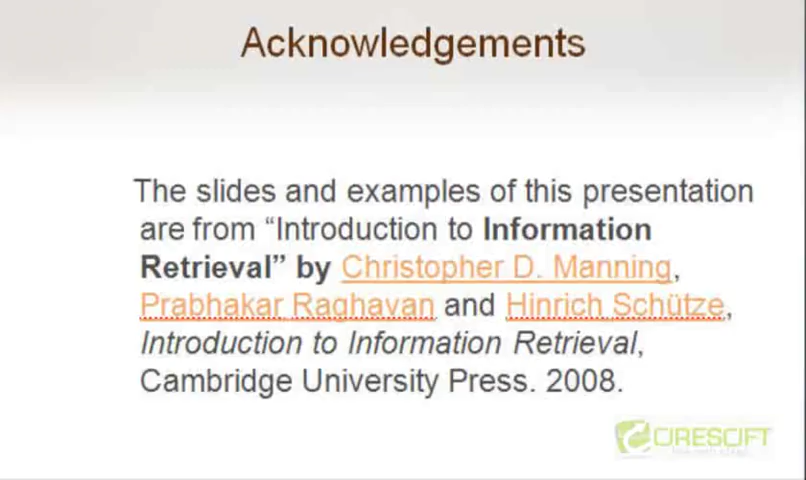 Acknowledgements
The slides and examples of this presentation
are from “Introduction to Information
Retrieval” by Christopher D. Manning,
Prabhakar Raghavan and Hinrich Schütze,
Introduction to Information Retrieval,
Cambridge University Press. 2008.